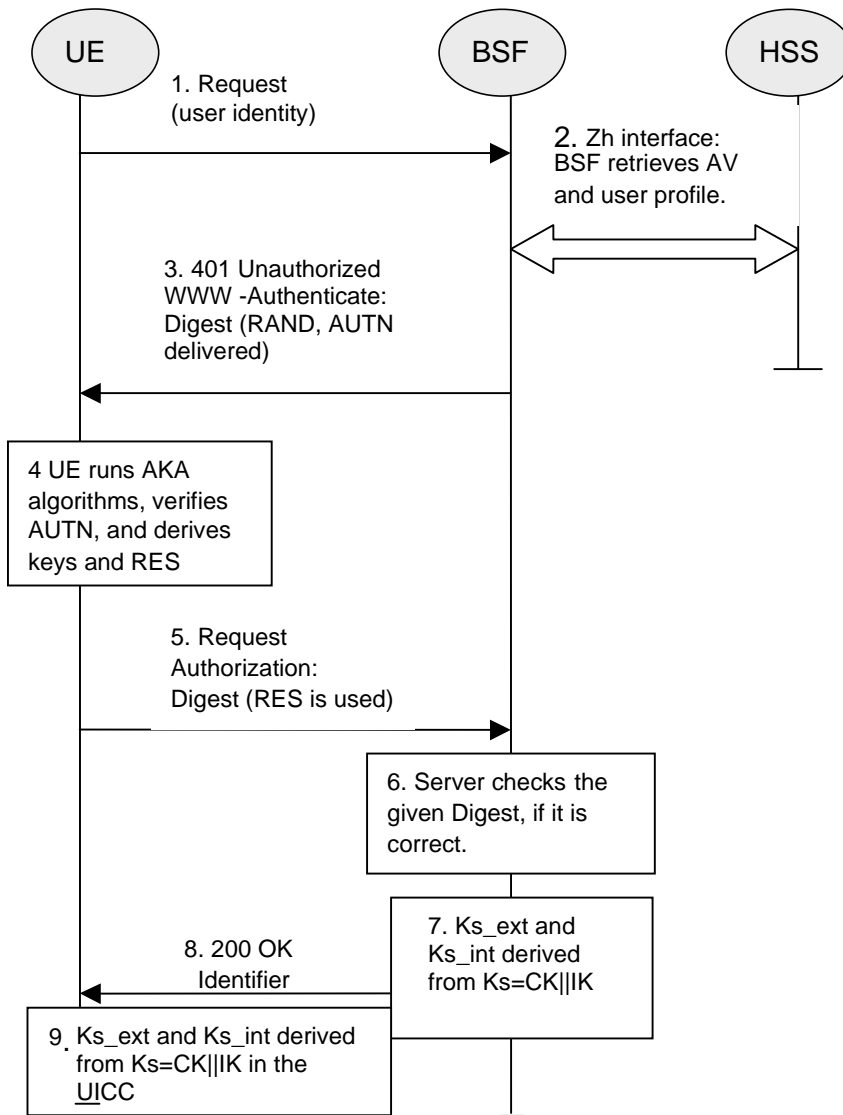 UE
BSF
HSS
1. Request
(user identity)
2. Zh interface:
BSF retrieves AV
and user profile.
3. 401 Unauthorized
WWW -Authenticate:
Digest (RAND, AUTN
delivered)
4 UE runs AKA
algorithms, verifies
AUTN, and derives
keys and RES
5. Request
Authorization:
Digest (RES is used)
6. Server checks the
given Digest, if it is
correct.
7. Ks_ext and
Ks_int derived
from Ks=CK||IK
8. 200 OK
Identifier
9. Ks_ext and Ks_int derived
from Ks=CK||IK in the
UICC